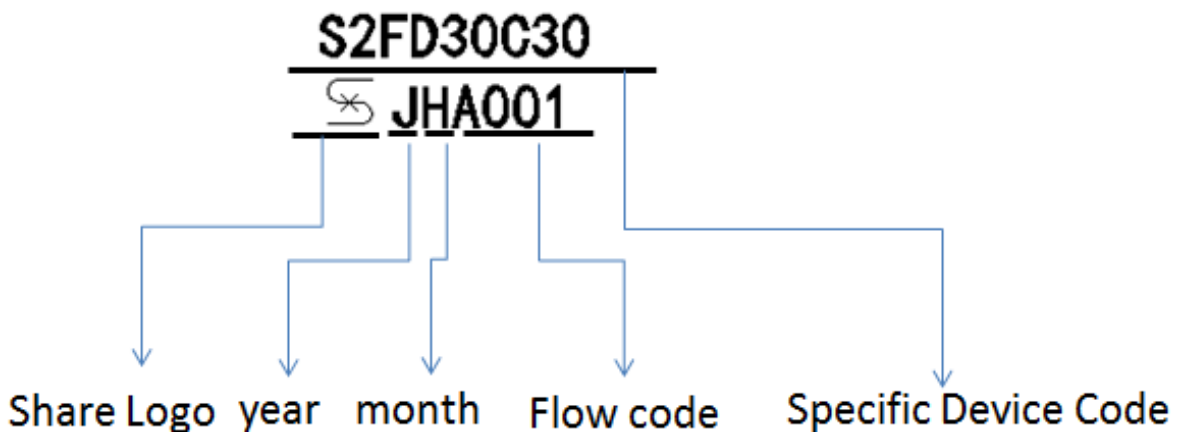 S2FD30C30
JHA001
Share Logo year month Flow code Specific Device Code